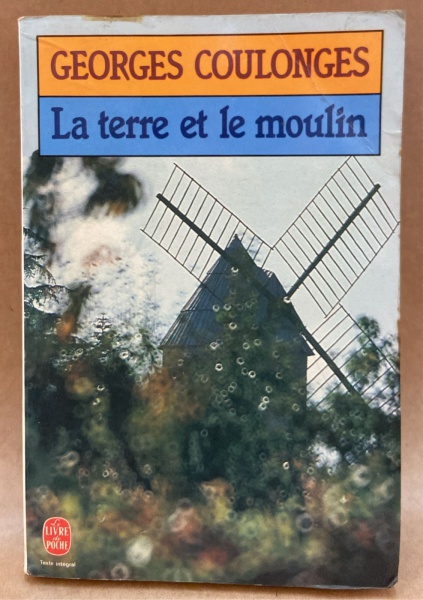 GEORGES COULONGES
La terre et le moulin
Le
LIVRE
de
POCHE
Texte intégral